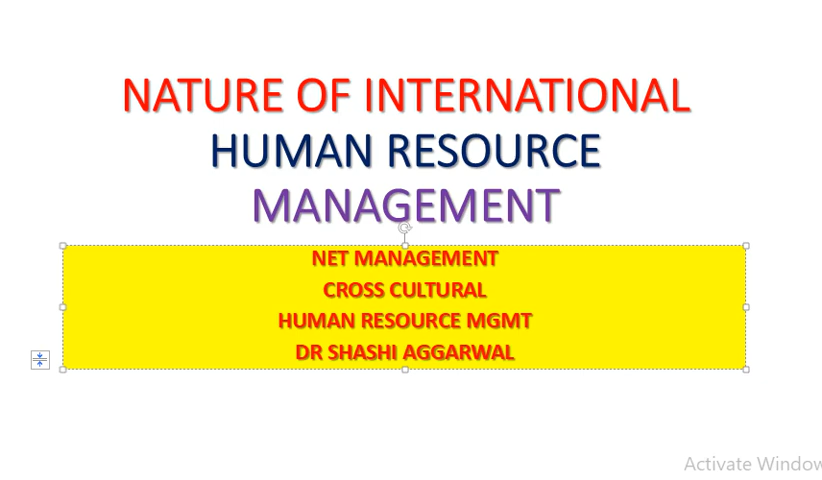 NATURE OF INTERNATIONAL
HUMAN RESOURCE
MANAGEMENT
NET MANAGEMENT
CROSS CULTURAL
HUMAN RESOURCE MGMT
DR SHASHI AGGARWAL
Activate Window